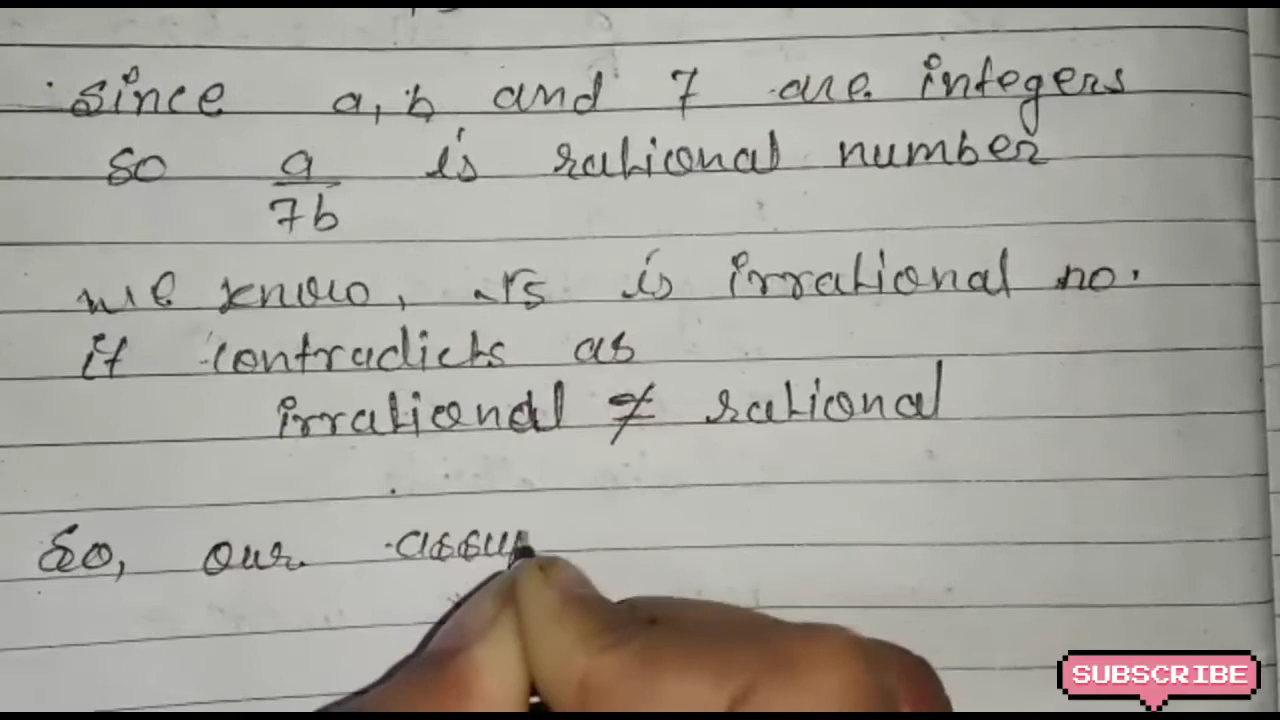 since a, b and 7 are integers
so a/7b is rational number
we know, √5 is irrational no.
it contradicts as
irrational ≠ rational
So, our assup
SUBSCRIBE